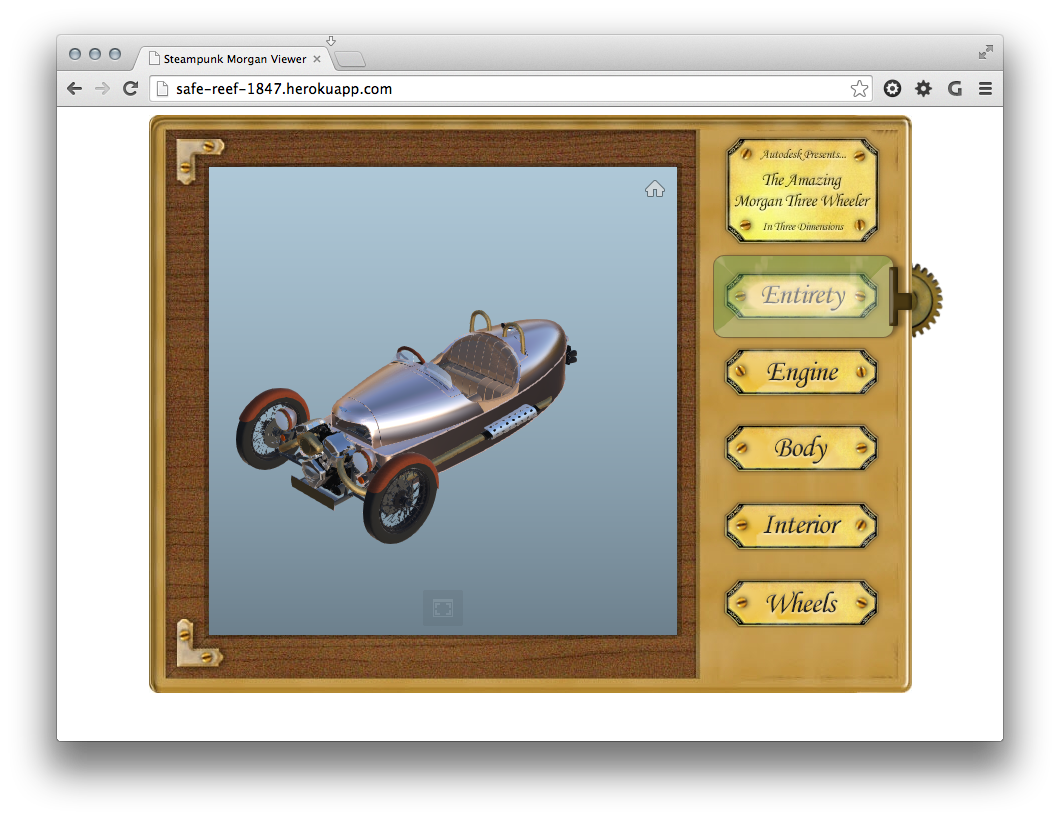 Steampunk Morgan Viewer
safe-reef-1847.herokuapp.com
Autodesk Presents...
The Amazing
Morgan Three Wheeler
In Three Dimensions
Entirety
Engine
Body
Interior
Wheels